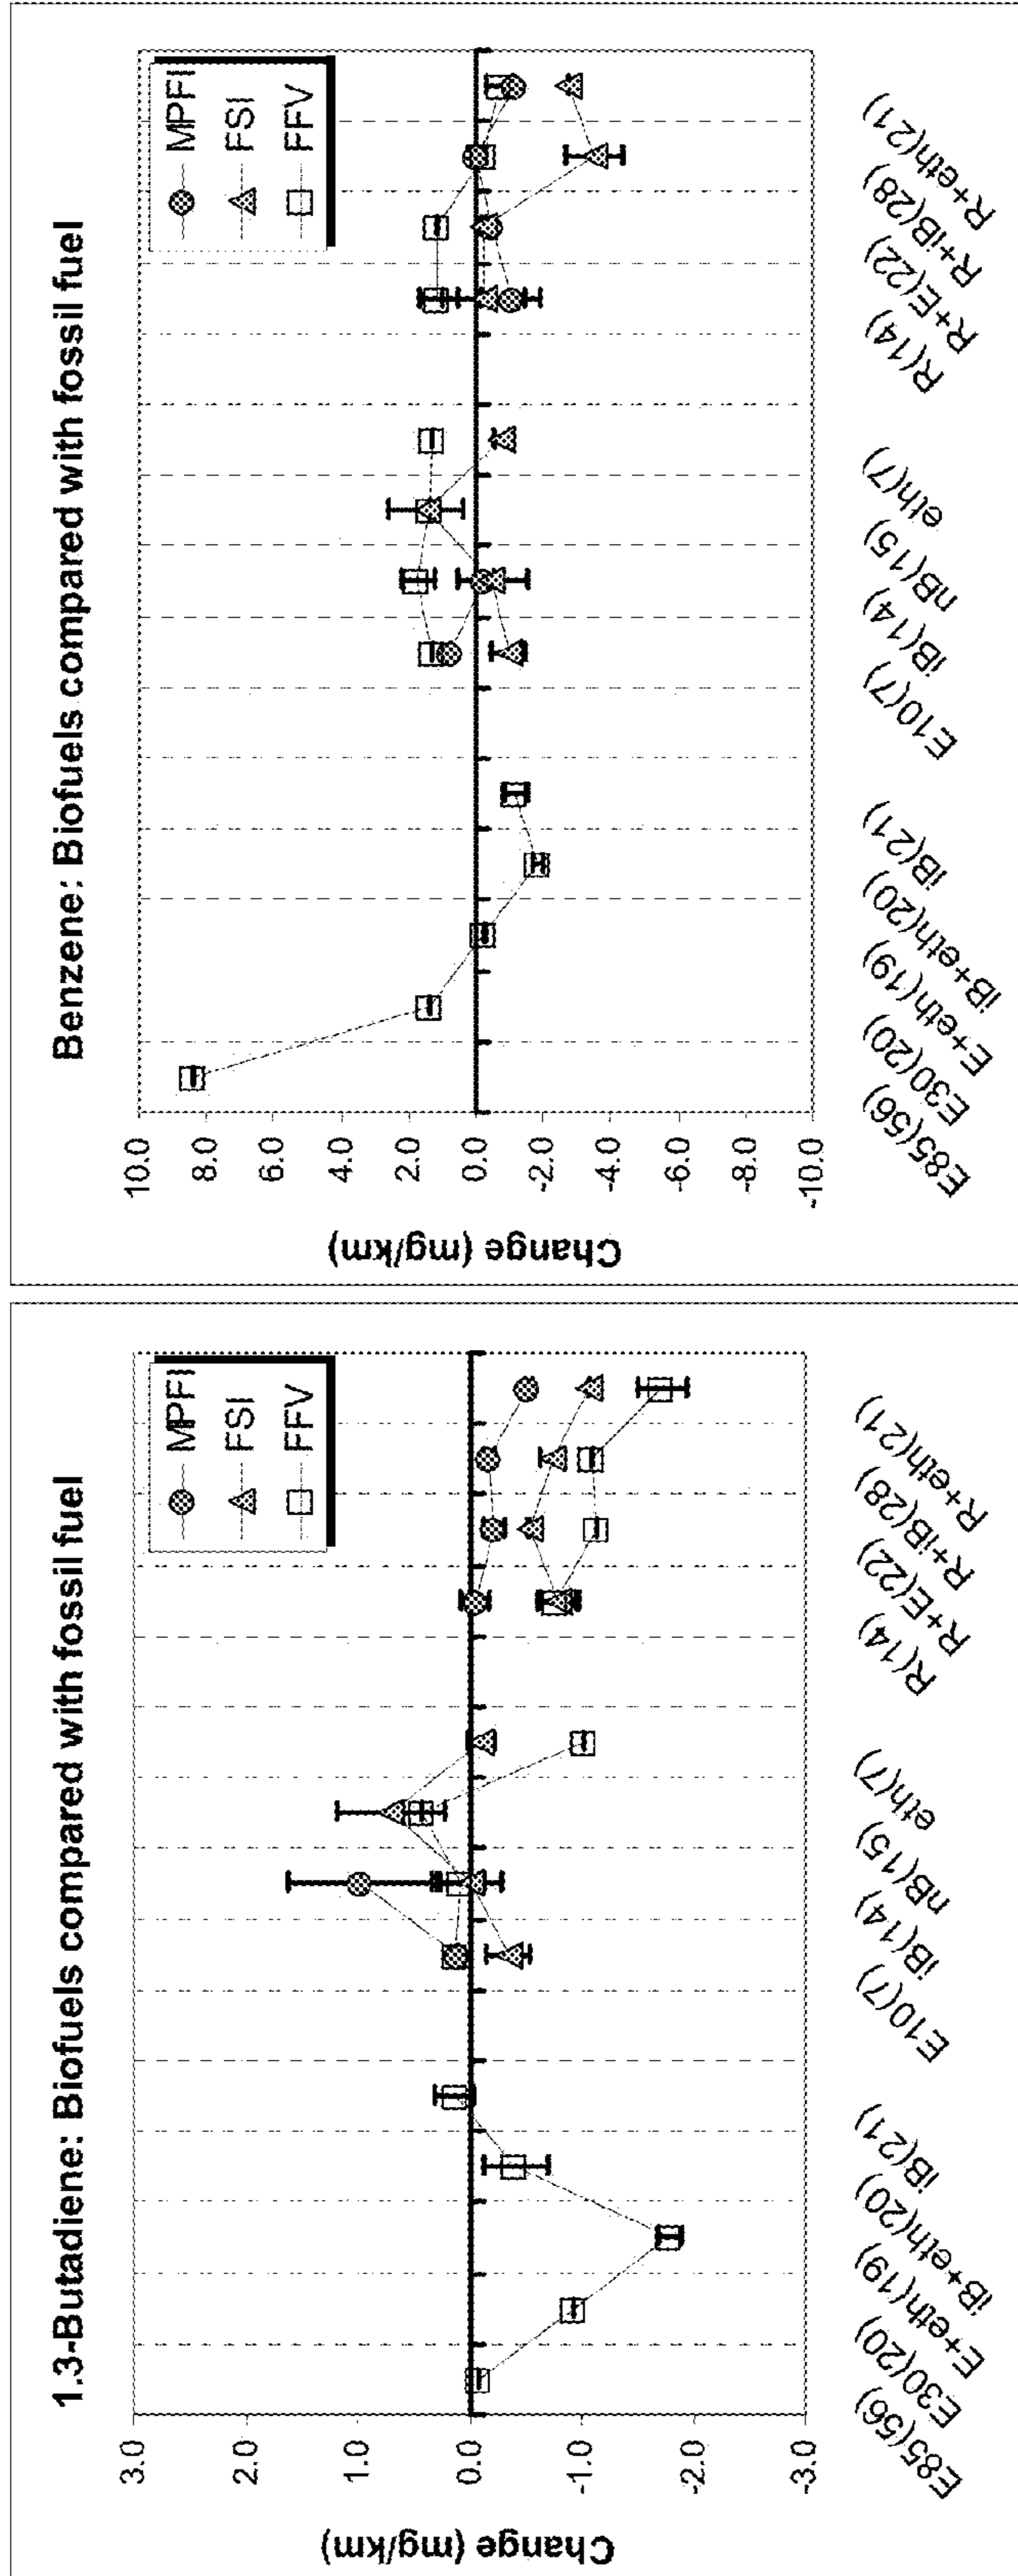 1.3-Butadiene: Biofuels compared with fossil fuel
MPFI
FSI
FFV
Change (mg/km)
3.0
2.0
1.0
0.0
-1.0
-2.0
-3.0
E85(56)
E30(20)
E+eth(19)
iB+eth(20)
iB(21)
E10(7)
iB(14)
nB(15)
eth(7)
R(14)
R+E(22)
R+iB(28)
R+eth(21)
Benzene: Biofuels compared with fossil fuel
MPFI
FSI
FFV
Change (mg/km)
10.0
8.0
6.0
4.0
2.0
0.0
-2.0
-4.0
-6.0
-8.0
-10.0
E85(56)
E30(20)
E+eth(19)
iB+eth(20)
iB(21)
E10(7)
iB(14)
nB(15)
eth(7)
R(14)
R+E(22)
R+iB(28)
R+eth(21)